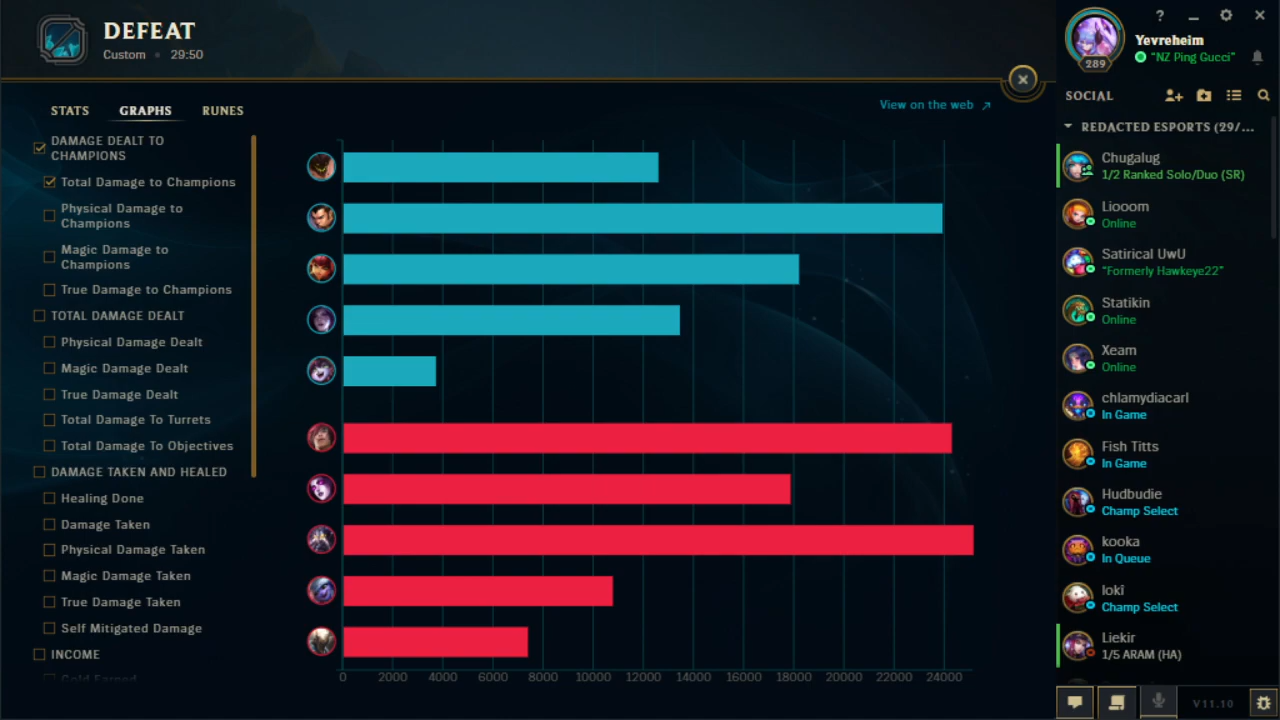 DEFEAT
Custom • 29:50
STATS GRAPHS RUNES
View on the web
DAMAGE DEALT TO
CHAMPIONS
Total Damage to Champions
Physical Damage to
Champions
Magic Damage to
Champions
True Damage to Champions
TOTAL DAMAGE DEALT
Physical Damage Dealt
Magic Damage Dealt
True Damage Dealt
Total Damage To Turrets
Total Damage To Objectives
DAMAGE TAKEN AND HEALED
Healing Done
Damage Taken
Physical Damage Taken
Magic Damage Taken
True Damage Taken
Self Mitigated Damage
INCOME
Gold Earned
0 2000 4000 6000 8000 10000 12000 14000 16000 18000 20000 22000 24000
?
289
Yevreheim
"NZ Ping Gucci"
SOCIAL
REDACTED ESPORTS (29/...
Chugalug
1/2 Ranked Solo/Duo (SR)
Liooom
Online
Satirical UwU
"Formerly Hawkeye22"
Statikin
Online
Xeam
Online
chlamydiacarl
In Game
Fish Titts
In Game
Hudbudie
Champ Select
kooka
In Queue
lokî
Champ Select
Liekir
1/5 ARAM (HA)
V11.10